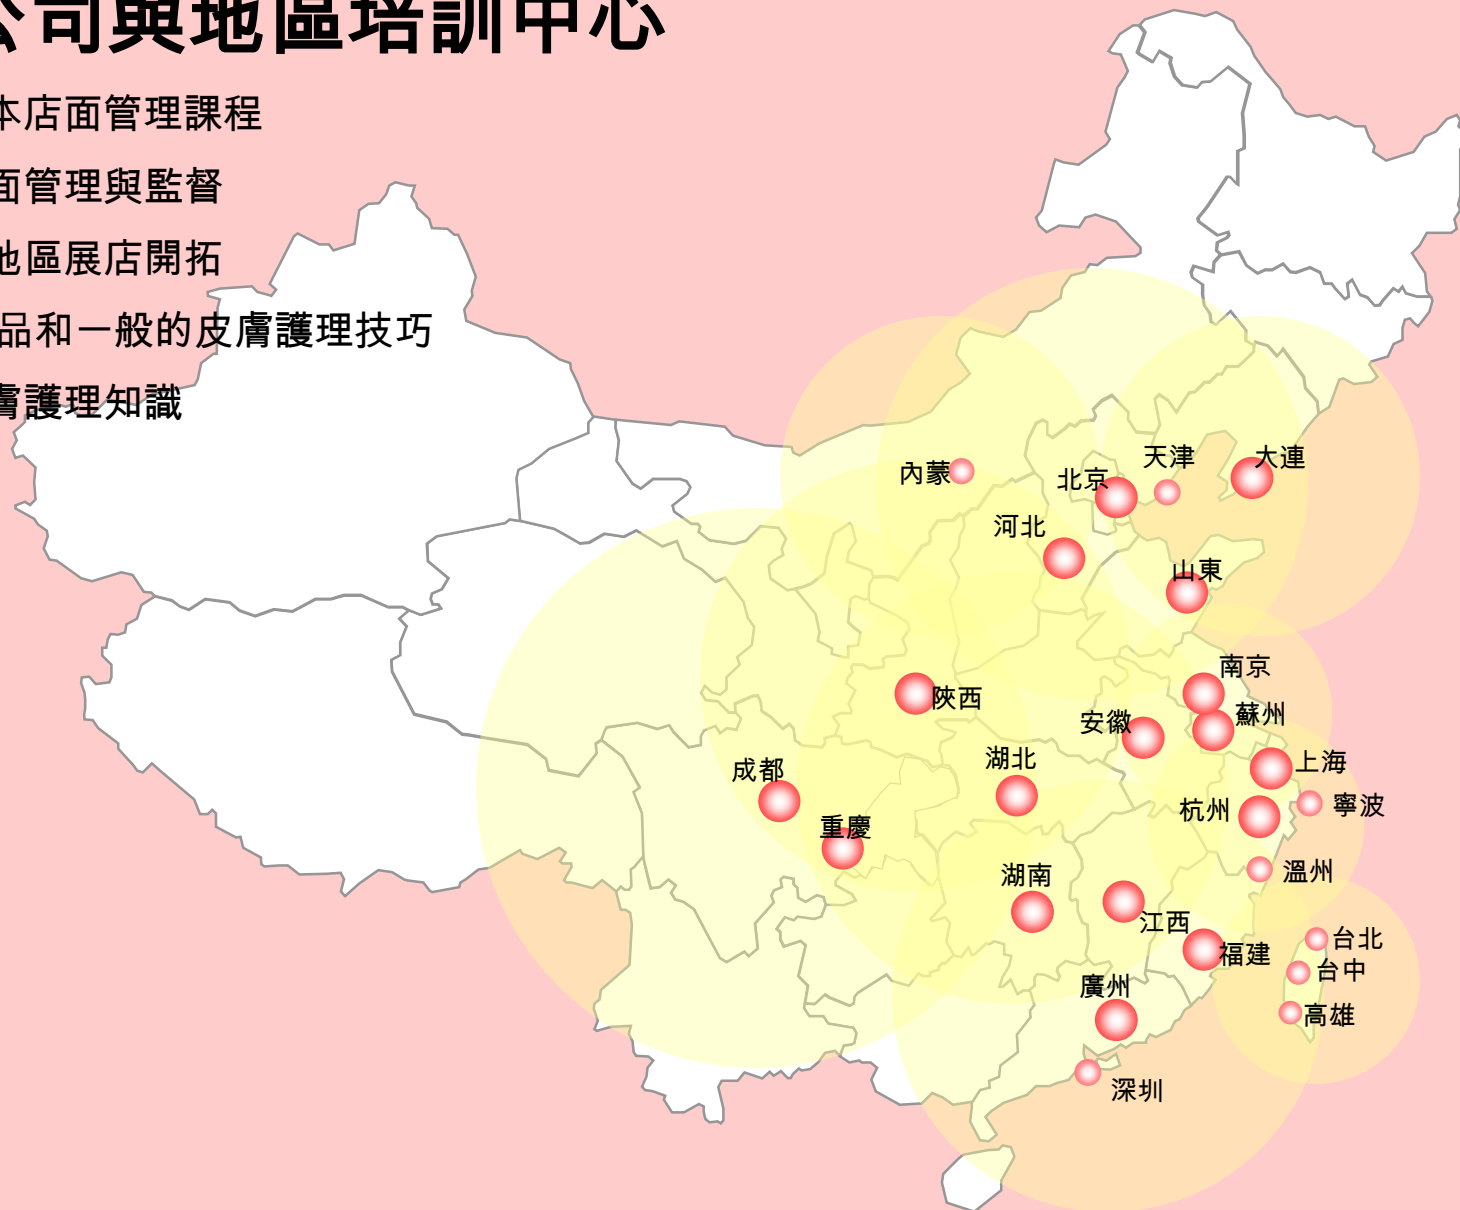 公司與地區培訓中心
本店面管理課程
面管理與監督
地區展店開拓
品和一般的皮膚護理技巧
膚護理知識
內蒙
北京
天津
大連
河北
山東
陝西
南京
蘇州
安徽
上海
成都
湖北
寧波
杭州
重慶
湖南
溫州
江西
福建
台北
台中
廣州
高雄
深圳